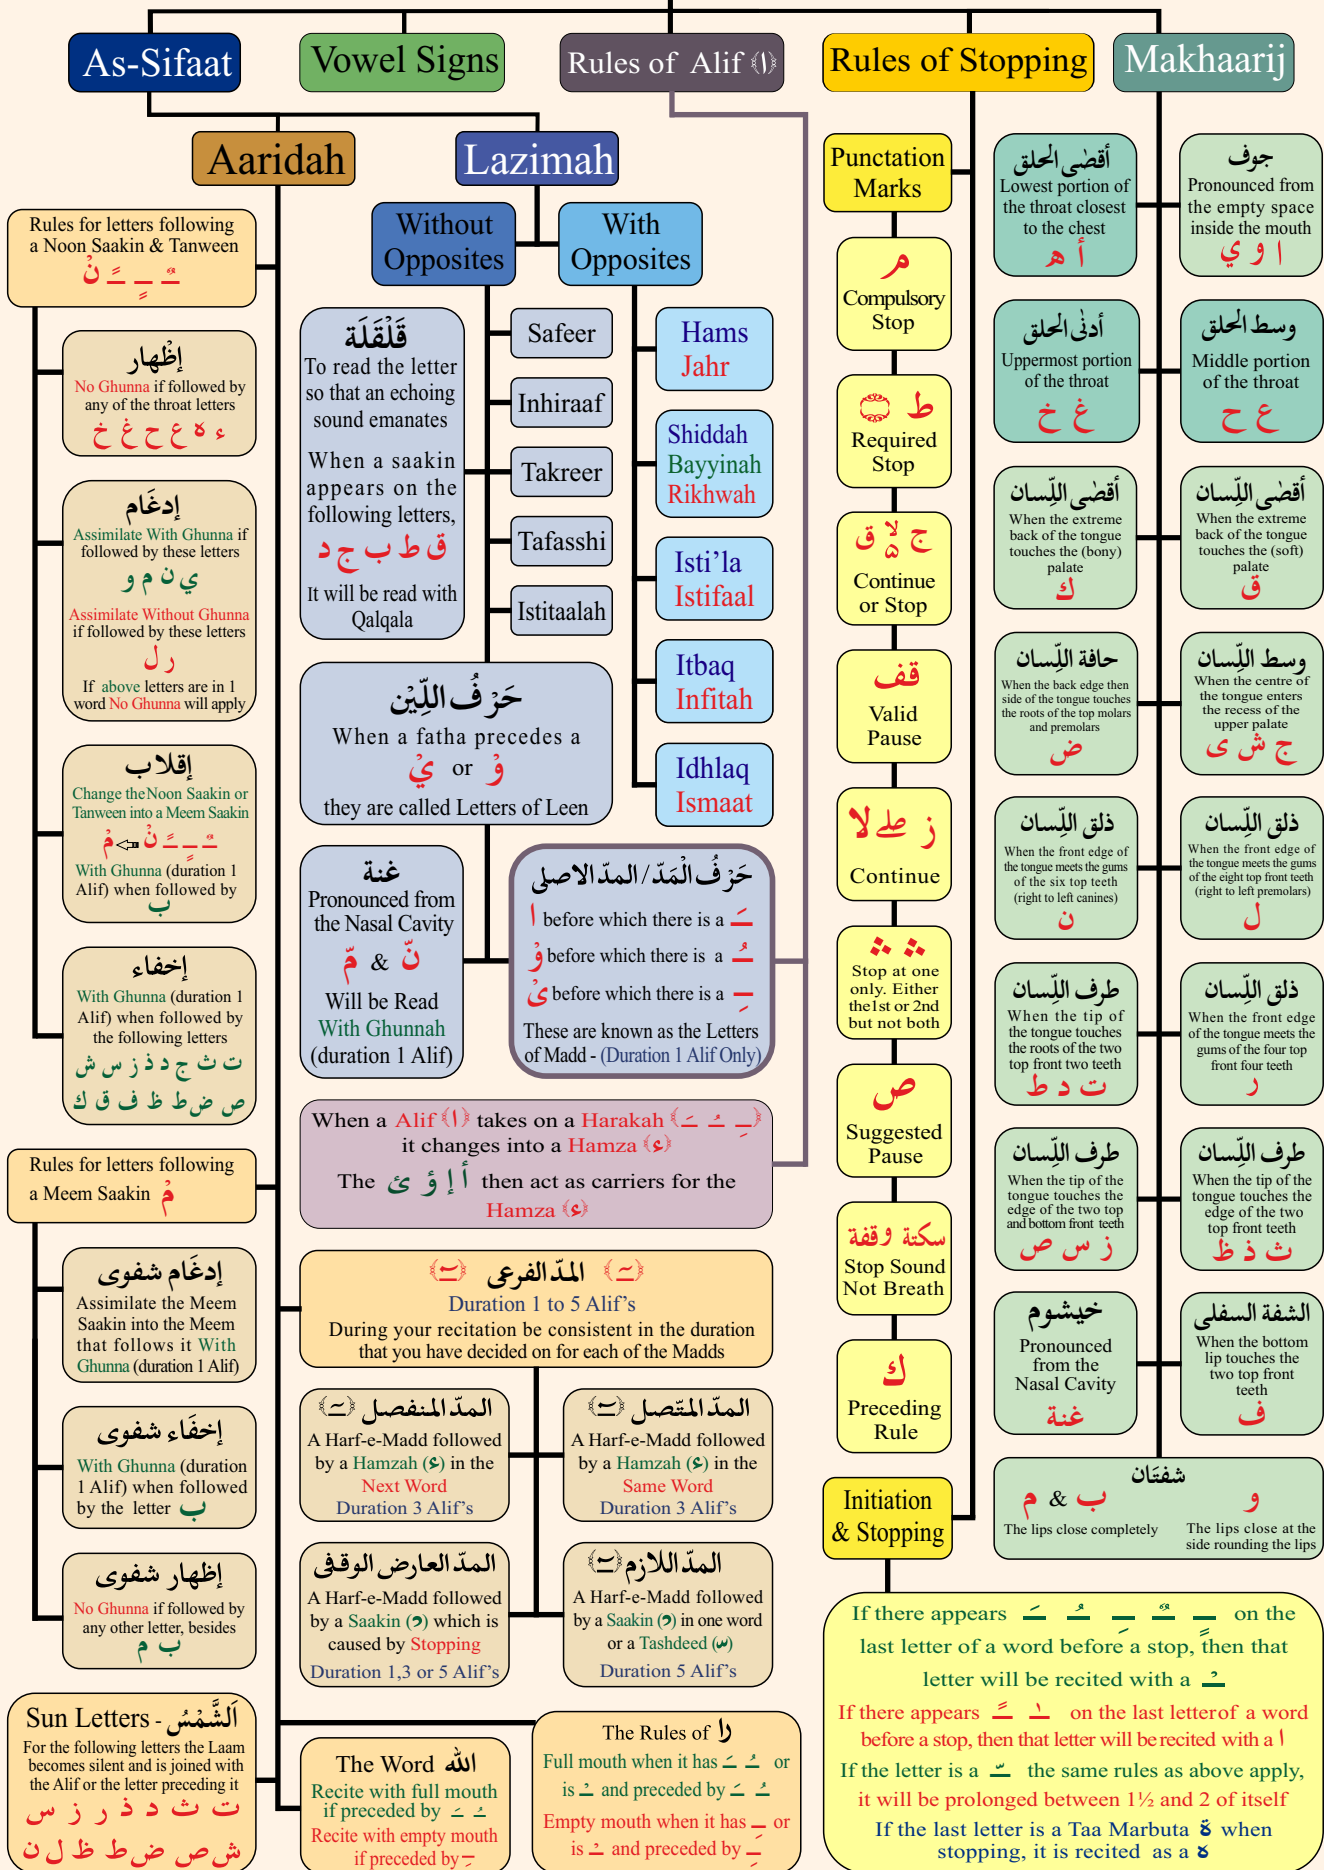 As-Sifaat
Vowel Signs
Rules of Alif ﴿ا﴾
Rules of Stopping
Makhaarij
Aaridah
Lazimah
Rules for letters following
a Noon Saakin & Tanween
ـٌ ـٍ ـً نْ
إظْهار
No Ghunna if followed by
any of the throat letters
ء ه ع ح غ خ
إدغَام
Assimilate With Ghunna if
followed by these letters
ي ن م و
Assimilate Without Ghunna
if followed by these letters
ر ل
If above letters are in 1
word No Ghunna will apply
إقلاب
Change theNoon Saakin or
Tanween into a Meem Saakin
ـٌ ـٍ ـً نْ ⇦ مْ
With Ghunna (duration 1
Alif) when followed by
ب
إخفاء
With Ghunna (duration 1
Alif) when followed by
the following letters
ت ث ج د ذ ز س ش
ص ض ط ظ ف ق ك
Rules for letters following
a Meem Saakin مْ
إدغَام شفوى
Assimilate the Meem
Saakin into the Meem
that follows it With
Ghunna (duration 1 Alif)
إخفَاء شفوى
With Ghunna (duration
1 Alif) when followed
by the letter ب
إظهار شفوى
No Ghunna if followed by
any other letter, besides
ب م
Sun Letters - اَلشَّمْسُ
For the following letters the Laam
becomes silent and is joined with
the Alif or the letter preceding it
ت ث د ذ ر ز س
ش ص ض ط ظ ل ن
Without
Opposites
With
Opposites
قَلْقَلَة
To read the letter
so that an echoing
sound emanates
When a saakin
appears on the
following letters,
ق ط ب ج د
It will be read with
Qalqala
Safeer
Inhiraaf
Takreer
Tafasshi
Istitaalah
Hams
Jahr
Shiddah
Bayyinah
Rikhwah
Isti'la
Istifaal
Itbaq
Infitah
Idhlaq
Ismaat
حَرْفُ اللِّيْن
When a fatha precedes a
يْ or وْ
they are called Letters of Leen
غنة
Pronounced from
the Nasal Cavity
مّ & نّ
Will be Read
With Ghunnah
(duration 1 Alif)
حَرْفُ الْمَدّ / المدّ الاصلى
ا before which there is a ـَ
وْ before which there is a ـُ
ىْ before which there is a ـِ
These are known as the Letters
of Madd - (Duration 1 Alif Only)
When a Alif ﴿ا﴾ takes on a Harakah ﴿ـَ ـُ ـِ﴾
it changes into a Hamza ﴿ء﴾
The أ إ ؤ ئ then act as carriers for the
Hamza ﴿ء﴾
المدّ الفرعى ﴿ـٓ﴾
Duration 1 to 5 Alif's
During your recitation be consistent in the duration
that you have decided on for each of the Madds
المدّ المنفصل ﴿ـٓ﴾
A Harf-e-Madd followed
by a Hamzah (ء) in the
Next Word
Duration 3 Alif's
المدّ المتّصل ﴿ـٓ﴾
A Harf-e-Madd followed
by a Hamzah (ء) in the
Same Word
Duration 3 Alif's
المدّ العارض الوقفى
A Harf-e-Madd followed
by a Saakin (ْ) which is
caused by Stopping
Duration 1,3 or 5 Alif's
المدّ اللازم ﴿ـٓ﴾
A Harf-e-Madd followed
by a Saakin (ْ) in one word
or a Tashdeed (ّ)
Duration 5 Alif's
The Word الله
Recite with full mouth
if preceded by ـَ ـُ
Recite with empty mouth
if preceded by ـِ
The Rules of را
Full mouth when it has ـَ ـُ or
is ـْ and preceded by ـَ ـُ
Empty mouth when it has ـِ or
is ـْ and preceded by ـِ
Punctation
Marks
م
Compulsory
Stop
ط
Required
Stop
ج لا ۵ ق
Continue
or Stop
قف
Valid
Pause
ز صلے لا
Continue
∴ ∴
Stop at one
only. Either
the1st or 2nd
but not both
ص
Suggested
Pause
سكتة وقفة
Stop Sound
Not Breath
ك
Preceding
Rule
Initiation
& Stopping
If there appears ـَ ـُ ـِ ـٌ ـٍ on the
last letter of a word before a stop, then that
letter will be recited with a ـْ
If there appears ـً ـٰ on the last letterof a word
before a stop, then that letter will be recited with a ا
If the letter is a ـّ the same rules as above apply,
it will be prolonged between 1½ and 2 of itself
If the last letter is a Taa Marbuta ة when
stopping, it is recited as a ه
أقصٰى الحلق
Lowest portion of
the throat closest
to the chest
أ ه
جوف
Pronounced from
the empty space
inside the mouth
ا و ي
أدنٰى الحلق
Uppermost portion
of the throat
غ خ
وسط الحلق
Middle portion
of the throat
ع ح
أقصٰى اللِّسان
When the extreme
back of the tongue
touches the (bony)
palate
ك
أقصٰى اللِّسان
When the extreme
back of the tongue
touches the (soft)
palate
ق
حافة اللِّسان
When the back edge then
side of the tongue touches
the roots of the top molars
and premolars
ض
وسط اللِّسان
When the centre of
the tongue enters
the recess of the
upper palate
ج ش ى
ذلق اللِّسان
When the front edge of
the tongue meets the gums
of the six top teeth
(right to left canines)
ن
ذلق اللِّسان
When the front edge of
the tongue meets the gums
of the eight top front teeth
(right to left premolars)
ل
طرف اللِّسان
When the tip of
the tongue touches
the roots of the two
top front two teeth
ت د ط
ذلق اللِّسان
When the front edge
of the tongue meets the
gums of the four top
front four teeth
ر
طرف اللِّسان
When the tip of the
tongue touches the
edge of the two top
and bottom front teeth
ز س ص
طرف اللِّسان
When the tip of the
tongue touches the
edge of the two
top front teeth
ث ذ ظ
خيشوم
Pronounced
from the
Nasal Cavity
غنة
الشفة السفلى
When the bottom
lip touches the
two top front
teeth
ف
شفتَان
م & ب
The lips close completely
و
The lips close at the
side rounding the lips